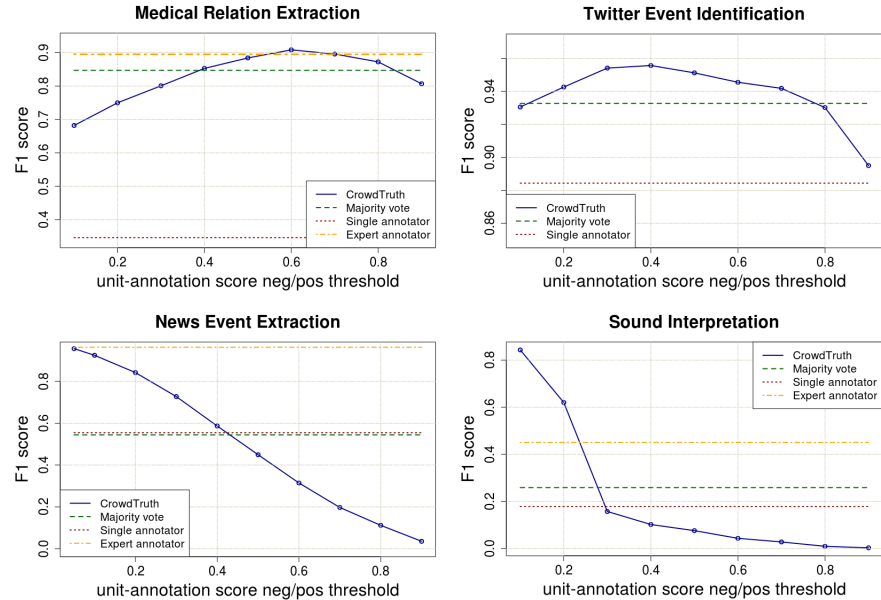 Medical Relation Extraction
F1 score
0.9
0.8
0.7
0.6
0.5
0.4
CrowdTruth
Majority vote
Single annotator
Expert annotator
0.2 0.4 0.6 0.8
unit-annotation score neg/pos threshold
Twitter Event Identification
F1 score
0.94
0.90
0.86
CrowdTruth
Majority vote
Single annotator
0.2 0.4 0.6 0.8
unit-annotation score neg/pos threshold
News Event Extraction
F1 score
0.8
0.6
0.4
0.2
0.0
CrowdTruth
Majority vote
Single annotator
Expert annotator
0.2 0.4 0.6 0.8
unit-annotation score neg/pos threshold
Sound Interpretation
F1 score
0.8
0.6
0.4
0.2
0.0
CrowdTruth
Majority vote
Single annotator
Expert annotator
0.2 0.4 0.6 0.8
unit-annotation score neg/pos threshold